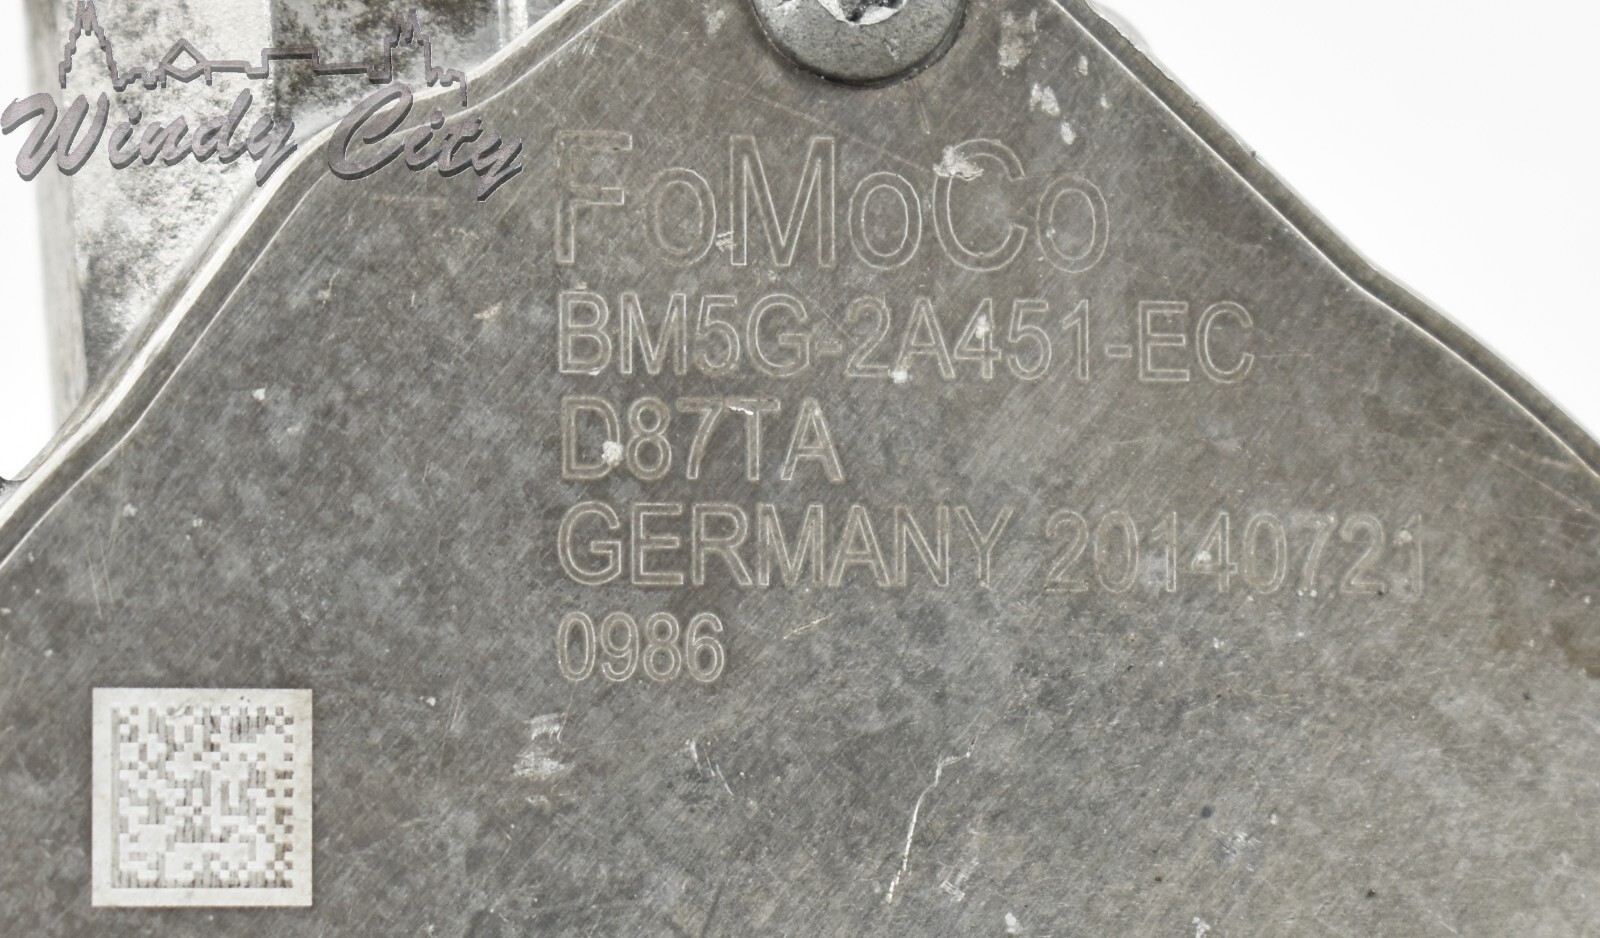 Windy City
FoMoCo
BM5G-2A451-EC
D87TA
GERMANY 20140721
0986